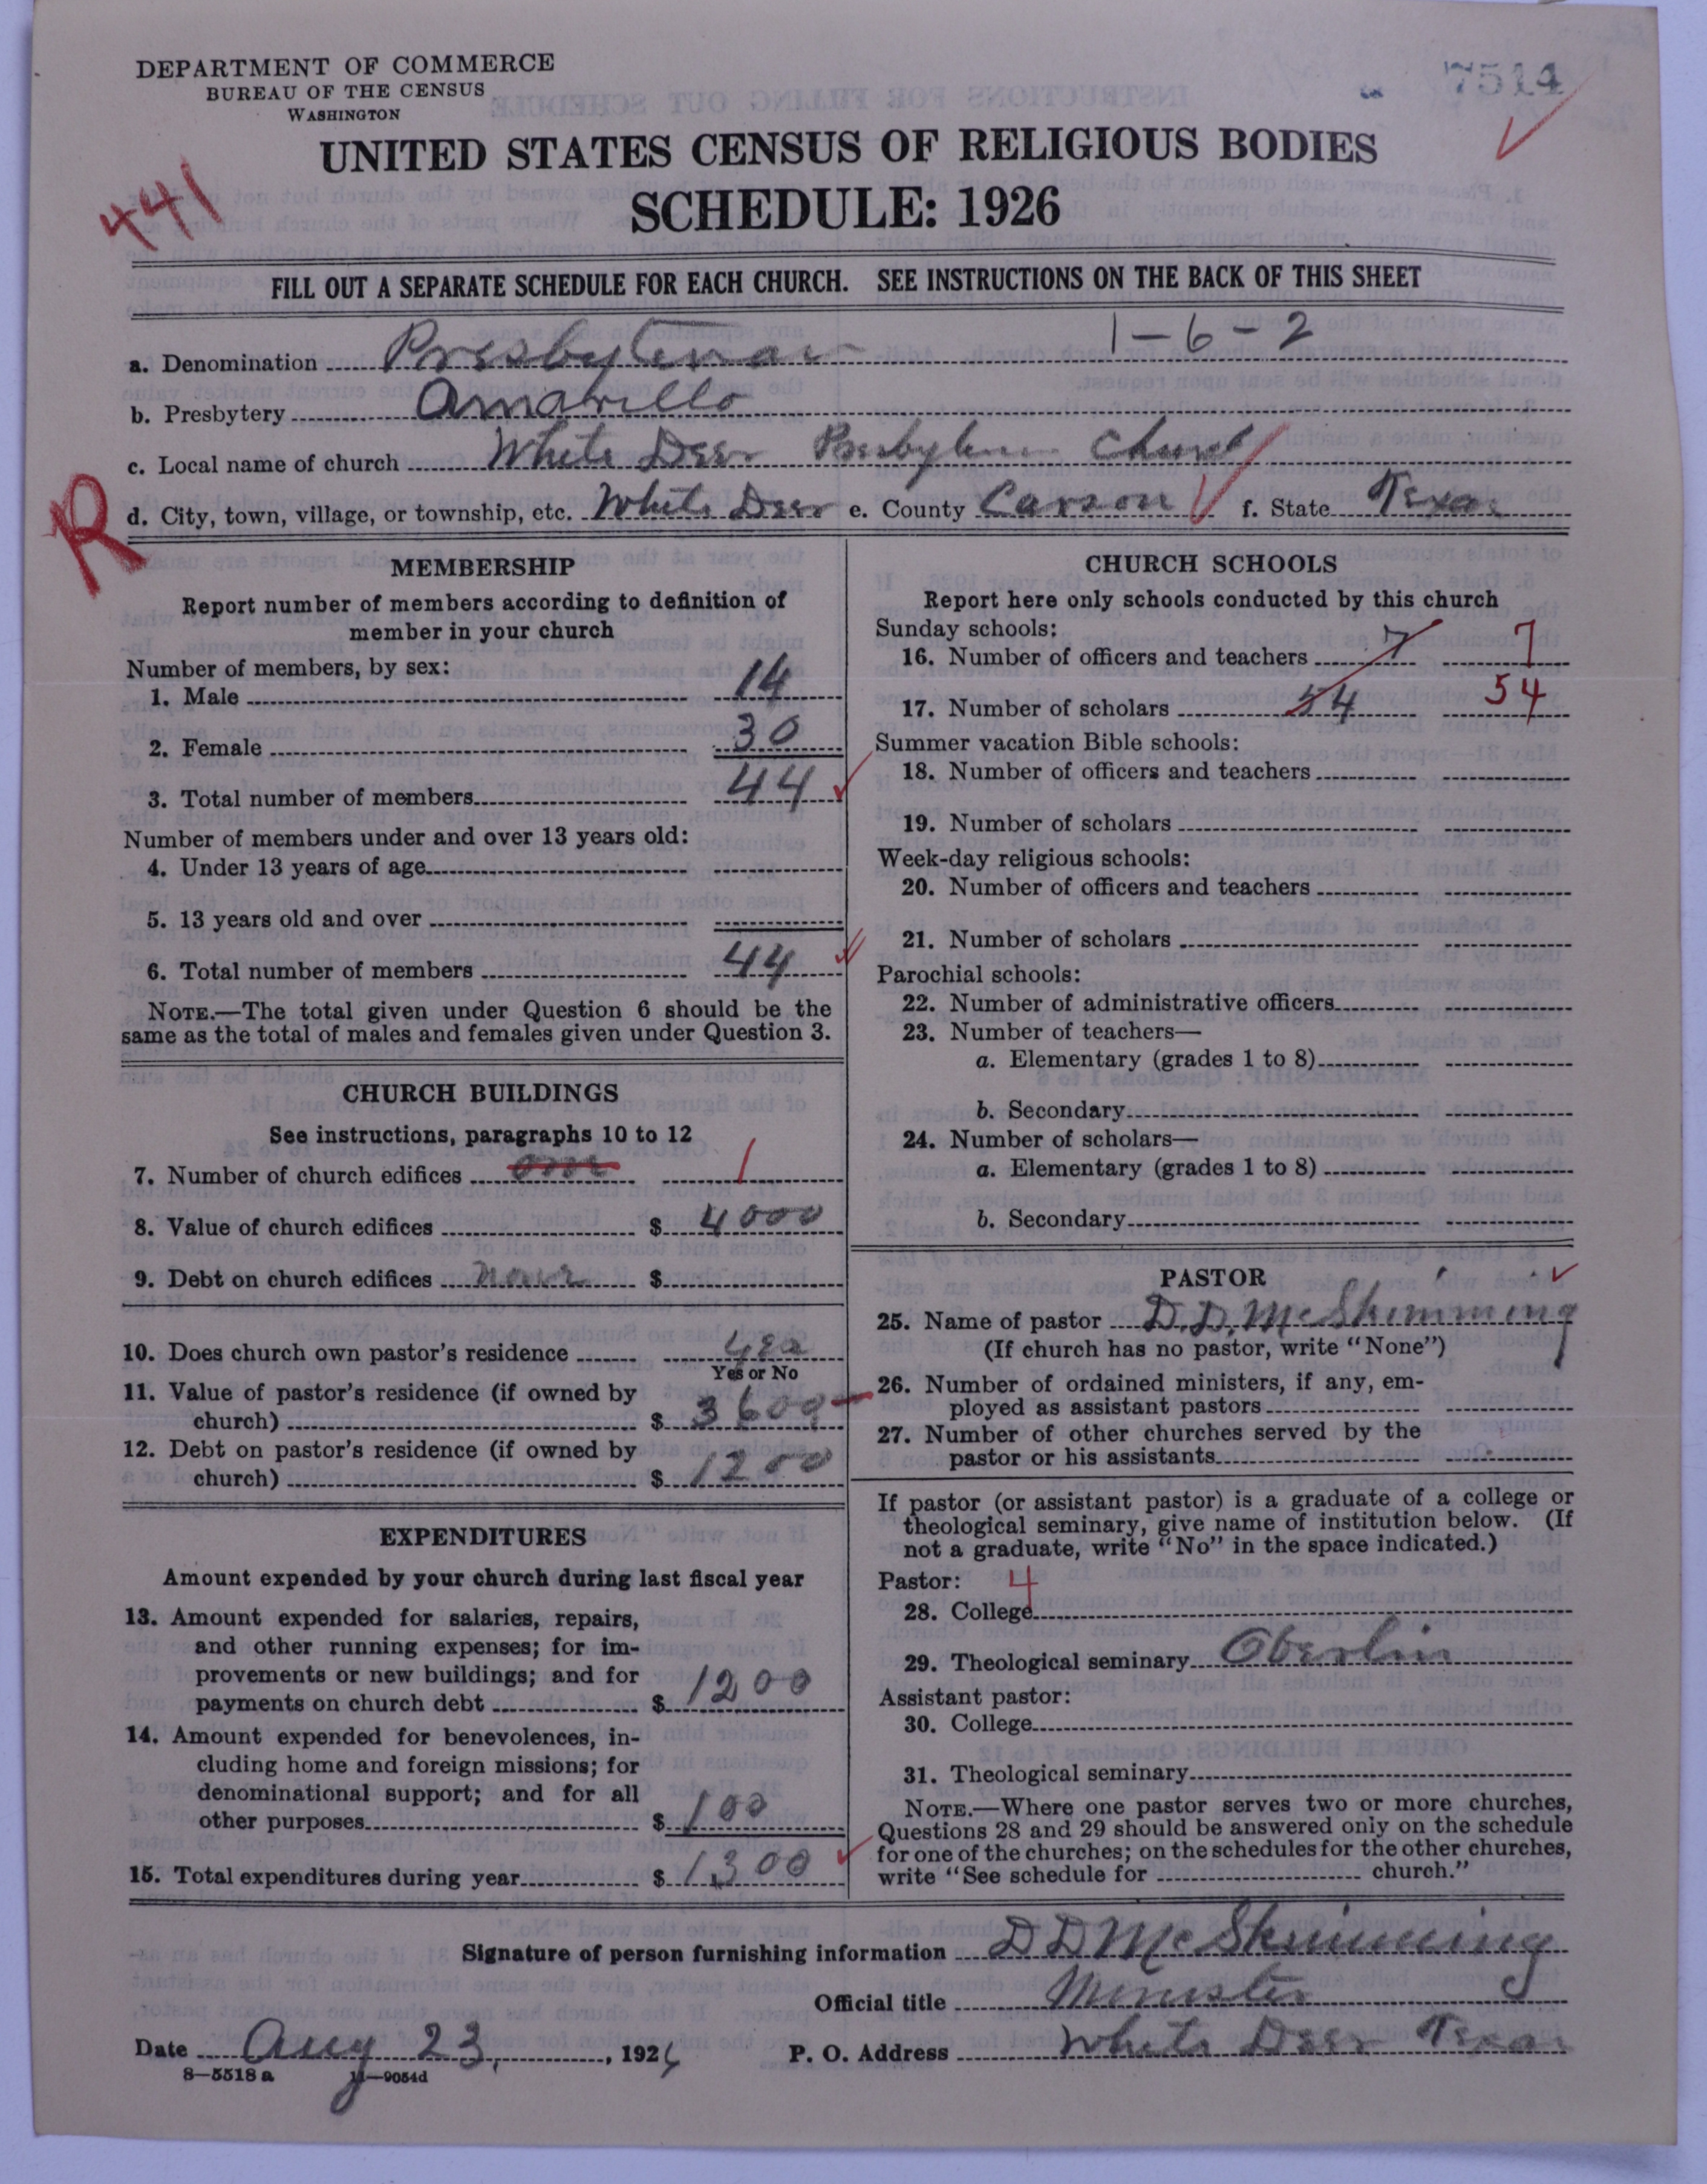 DEPARTMENT OF COMMERCE
BUREAU OF THE CENSUS
WASHINGTON
7514
441
UNITED STATES CENSUS OF RELIGIOUS BODIES
SCHEDULE: 1926
FILL OUT A SEPARATE SCHEDULE FOR EACH CHURCH. SEE INSTRUCTIONS ON THE BACK OF THIS SHEET
a. Denomination Presbyterian 1-6-2
b. Presbytery Amarillo
c. Local name of church White Deer Presbyterian Church
R
d. City, town, village, or township, etc. White Deer e. County Carson f. State Texas
MEMBERSHIP
Report number of members according to definition of
member in your church
Number of members, by sex:
1. Male 14
2. Female 30
3. Total number of members 44
Number of members under and over 13 years old:
4. Under 13 years of age
5. 13 years old and over
6. Total number of members 44
NOTE.—The total given under Question 6 should be the
same as the total of males and females given under Question 3.
CHURCH BUILDINGS
See instructions, paragraphs 10 to 12
7. Number of church edifices one 1
8. Value of church edifices $ 4000
9. Debt on church edifices none $
10. Does church own pastor's residence yes
Yes or No
11. Value of pastor's residence (if owned by
church) $ 3600
12. Debt on pastor's residence (if owned by
church) $ 1200
EXPENDITURES
Amount expended by your church during last fiscal year
13. Amount expended for salaries, repairs,
and other running expenses; for im-
provements or new buildings; and for
payments on church debt $ 1200
14. Amount expended for benevolences, in-
cluding home and foreign missions; for
denominational support; and for all
other purposes $ 100
15. Total expenditures during year $ 1,300
CHURCH SCHOOLS
Report here only schools conducted by this church
Sunday schools:
16. Number of officers and teachers 7 7
17. Number of scholars 54 54
Summer vacation Bible schools:
18. Number of officers and teachers
19. Number of scholars
Week-day religious schools:
20. Number of officers and teachers
21. Number of scholars
Parochial schools:
22. Number of administrative officers
23. Number of teachers—
a. Elementary (grades 1 to 8)
b. Secondary
24. Number of scholars—
a. Elementary (grades 1 to 8)
b. Secondary
PASTOR
25. Name of pastor D. D. McSkimming
(If church has no pastor, write "None")
26. Number of ordained ministers, if any, em-
ployed as assistant pastors
27. Number of other churches served by the
pastor or his assistants
If pastor (or assistant pastor) is a graduate of a college or
theological seminary, give name of institution below. (If
not a graduate, write "No" in the space indicated.)
Pastor: 4
28. College
29. Theological seminary Oberlin
Assistant pastor:
30. College
31. Theological seminary
NOTE.—Where one pastor serves two or more churches,
Questions 28 and 29 should be answered only on the schedule
for one of the churches; on the schedules for the other churches,
write "See schedule for church."
Signature of person furnishing information D D McSkimming
Official title Minister
Date Aug 23, 1926 P. O. Address White Deer Texas
8—5518 a 11—9054d